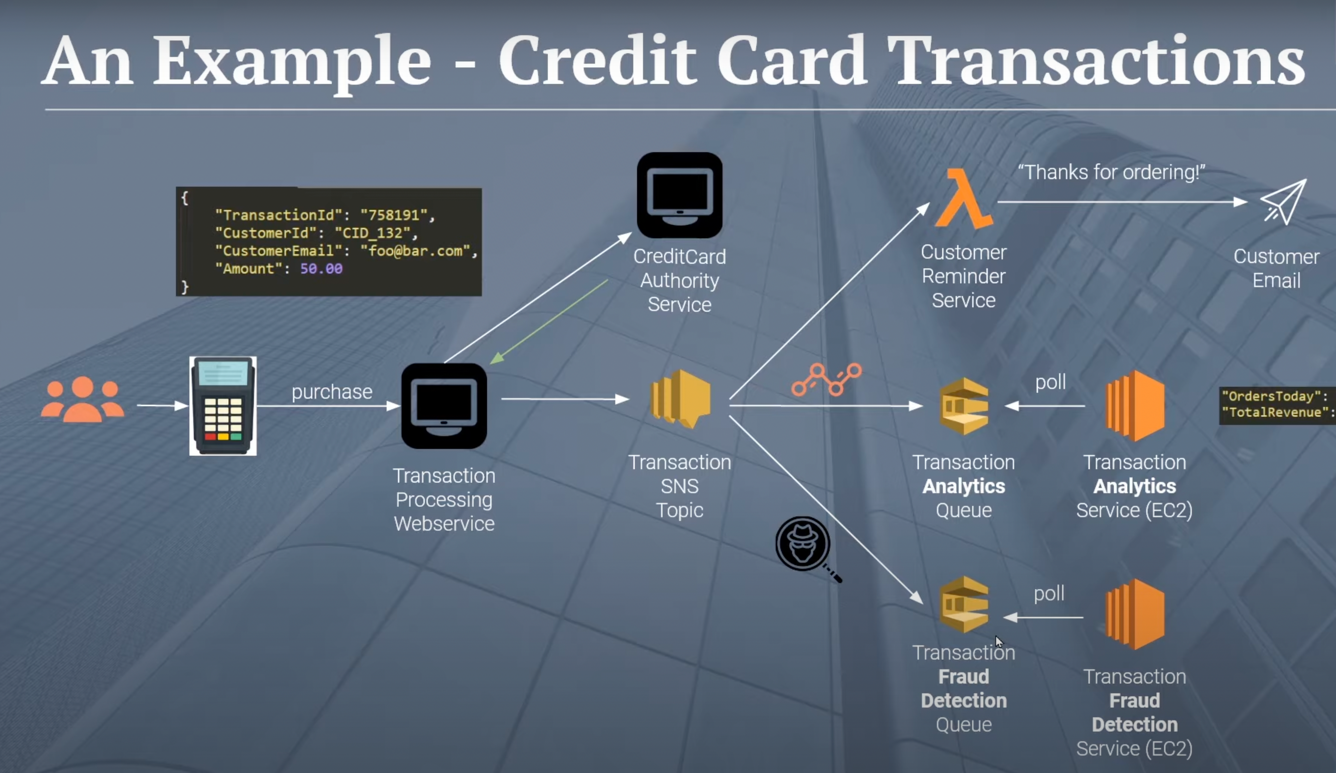 An Example - Credit Card Transactions
{
"TransactionId": "758191",
"CustomerId": "CID_132",
"CustomerEmail": "foo@bar.com",
"Amount": 50.00
}
purchase
Transaction
Processing
Webservice
CreditCard
Authority
Service
Transaction
SNS
Topic
Customer
Reminder
Service
“Thanks for ordering!”
Customer
Email
Transaction
Analytics
Queue
poll
Transaction
Analytics
Service (EC2)
"OrdersToday":
"TotalRevenue":
Transaction
Fraud
Detection
Queue
poll
Transaction
Fraud
Detection
Service (EC2)